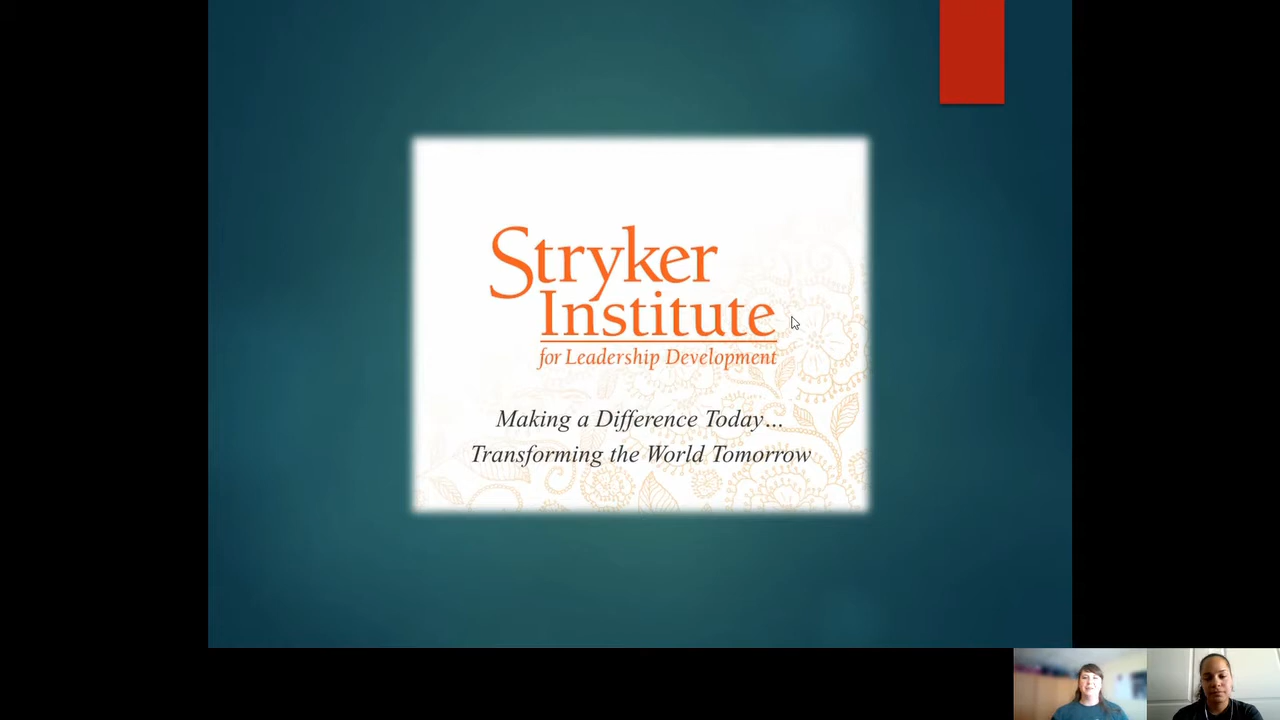 Stryker
Institute
for Leadership Development
Making a Difference Today...
Transforming the World Tomorrow